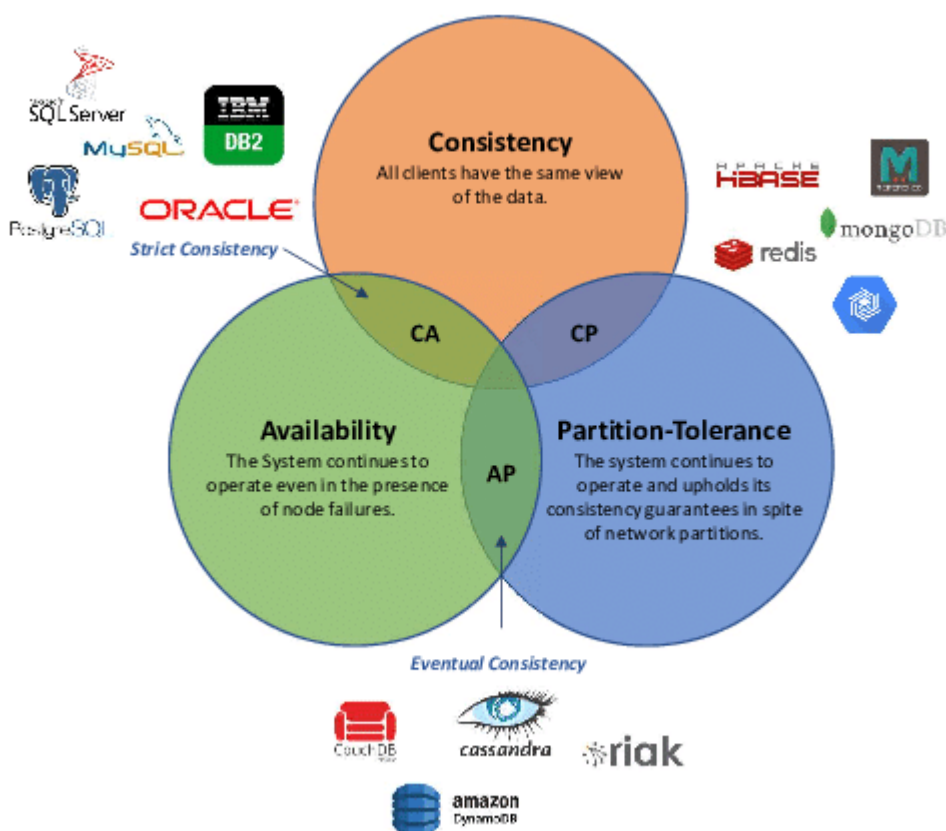 SQL Server
MySQL
IBM
DB2
PostgreSQL
ORACLE
Strict Consistency
Consistency
All clients have the same view
of the data.
APACHE
HBASE
mongoDB
redis
CA
CP
Availability
The System continues to
operate even in the presence
of node failures.
Partition-Tolerance
The system continues to
operate and upholds its
consistency guarantees in spite
of network partitions.
AP
Eventual Consistency
CouchDB
cassandra
riak
amazon
DynamoDB